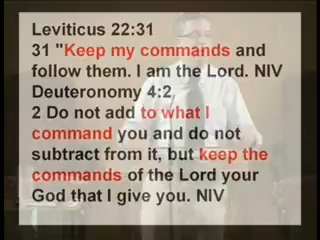 Leviticus 22:31
31 "Keep my commands and
follow them. I am the Lord. NIV
Deuteronomy 4:2
2 Do not add to what I
command you and do not
subtract from it, but keep the
commands of the Lord your
God that I give you. NIV